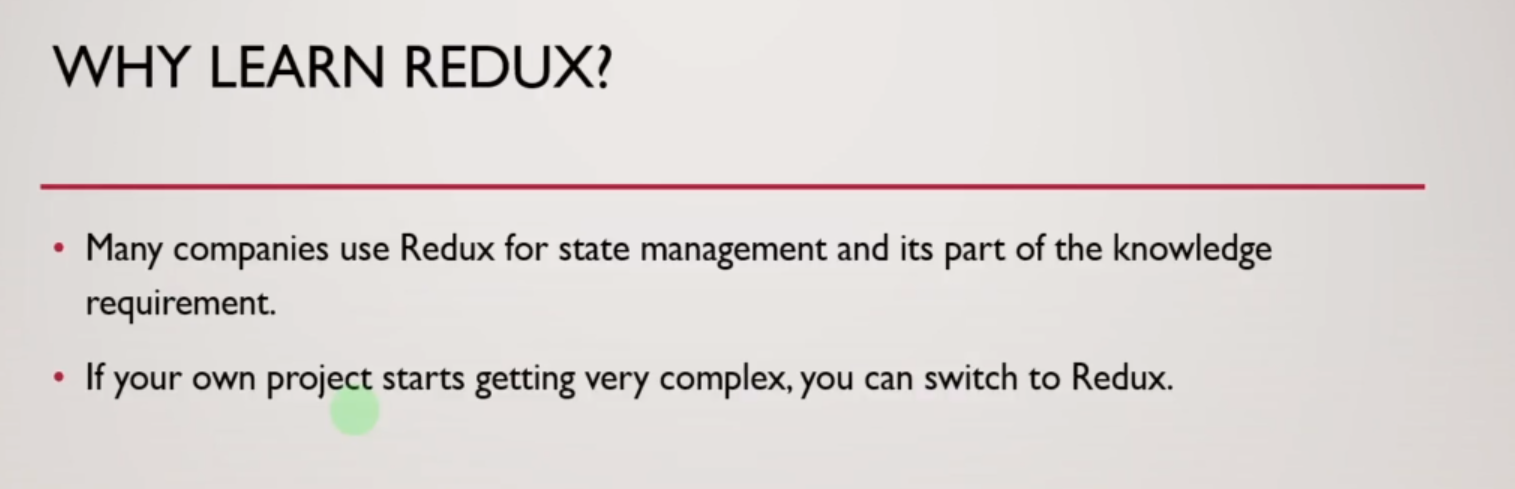 WHY LEARN REDUX?
• Many companies use Redux for state management and its part of the knowledge
requirement.
• If your own project starts getting very complex, you can switch to Redux.